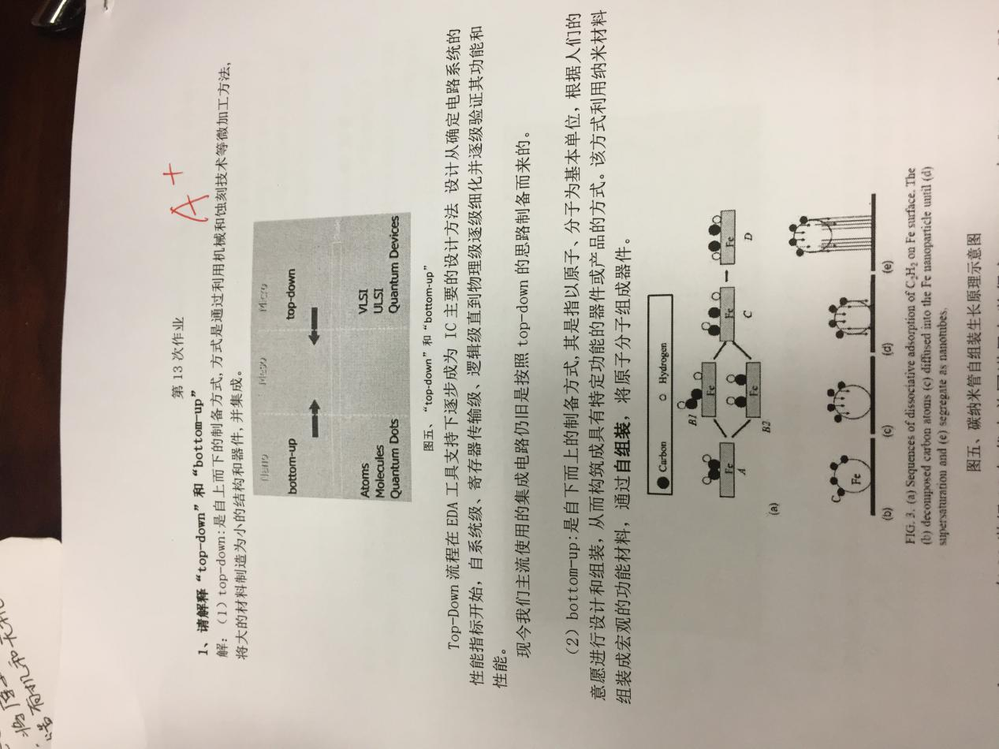 第 13 次作业
A+
1、请解释“top-down”和“bottom-up”
解：（1）top-down:是自上而下的制备方式,方式是通过利用机械和蚀刻技术等微加工方法,
将大的材料制造为小的结构和器件,并集成。
Nano Meso Micro
bottom-up top-down
Atoms VLSI
Molecules ULSI
Quantum Dots Quantum Devices
图五、“top-down”和“bottom-up”
Top-Down 流程在 EDA 工具支持下逐步成为 IC 主要的设计方法 设计从确定电路系统的
性能指标开始，自系统级、寄存器传输级、逻辑级直到物理级逐级细化并逐级验证其功能和
性能。
现今我们主流使用的集成电路仍旧是按照 top-down 的思路制备而来的。
（2）bottom-up:是自下而上的制备方式,其是指以原子、分子为基本单位，根据人们的
意愿进行设计和组装，从而构筑成具有特定功能的器件或产品的方式。该方式利用纳米材料
组装成宏观的功能材料，通过自组装，将原子分子组成器件。
Carbon Hydrogen
B1
Fe
Fe Fe Fe
A C D
Fe
B2
(a)
C Fe
(b) (c) (d) (e)
FIG. 3. (a) Sequences of dissociative adsorption of C2H2 on Fe surface. The
(b) decomposed carbon atoms (c) diffused into the Fe nanoparticle until (d)
supersaturation and (e) segregate as nanotubes.
图五、碳纳米管自组装生长原理示意图